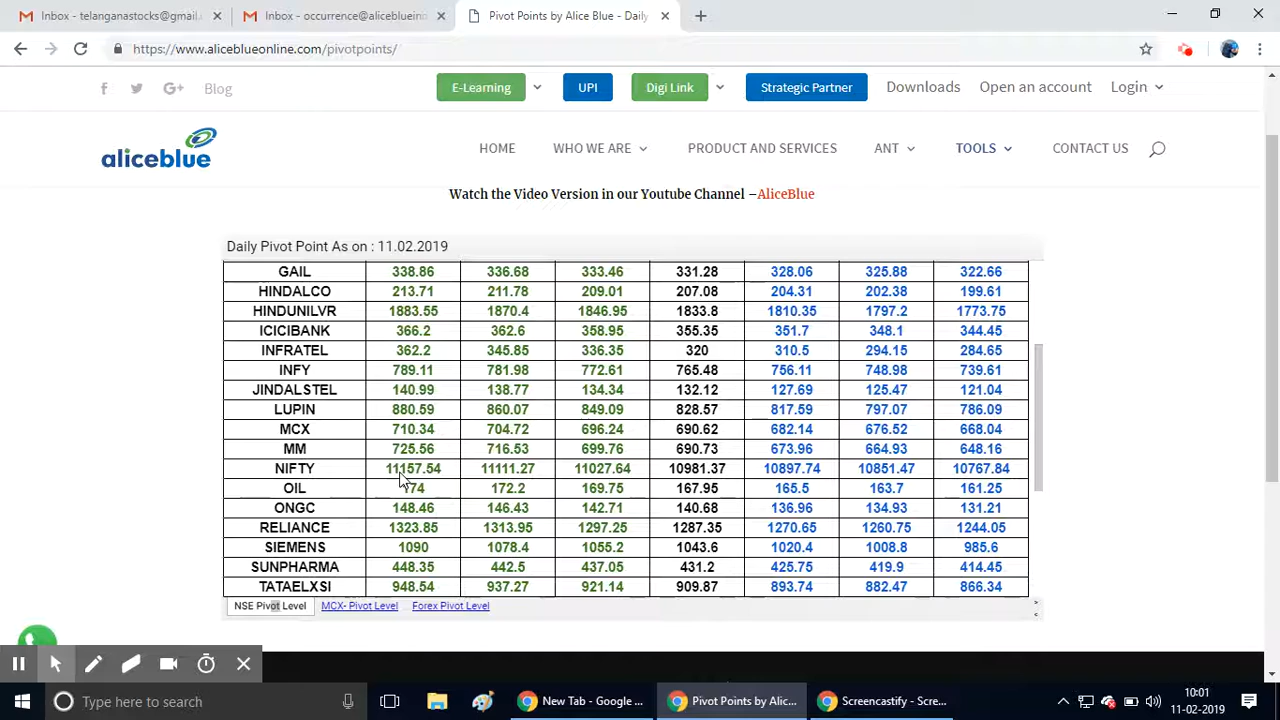 Inbox - telanganastocks@gmail.
Inbox - occurrence@aliceblueind
Pivot Points by Alice Blue - Daily
https://www.aliceblueonline.com/pivotpoints/
Blog
E-Learning
UPI
Digi Link
Strategic Partner
Downloads
Open an account
Login
aliceblue
HOME
WHO WE ARE
PRODUCT AND SERVICES
ANT
TOOLS
CONTACT US
Watch the Video Version in our Youtube Channel –AliceBlue
Daily Pivot Point As on : 11.02.2019
GAIL 338.86 336.68 333.46 331.28 328.06 325.88 322.66
HINDALCO 213.71 211.78 209.01 207.08 204.31 202.38 199.61
HINDUNILVR 1883.55 1870.4 1846.95 1833.8 1810.35 1797.2 1773.75
ICICIBANK 366.2 362.6 358.95 355.35 351.7 348.1 344.45
INFRATEL 362.2 345.85 336.35 320 310.5 294.15 284.65
INFY 789.11 781.98 772.61 765.48 756.11 748.98 739.61
JINDALSTEL 140.99 138.77 134.34 132.12 127.69 125.47 121.04
LUPIN 880.59 860.07 849.09 828.57 817.59 797.07 786.09
MCX 710.34 704.72 696.24 690.62 682.14 676.52 668.04
MM 725.56 716.53 699.76 690.73 673.96 664.93 648.16
NIFTY 11157.54 11111.27 11027.64 10981.37 10897.74 10851.47 10767.84
OIL 174 172.2 169.75 167.95 165.5 163.7 161.25
ONGC 148.46 146.43 142.71 140.68 136.96 134.93 131.21
RELIANCE 1323.85 1313.95 1297.25 1287.35 1270.65 1260.75 1244.05
SIEMENS 1090 1078.4 1055.2 1043.6 1020.4 1008.8 985.6
SUNPHARMA 448.35 442.5 437.05 431.2 425.75 419.9 414.45
TATAELXSI 948.54 937.27 921.14 909.87 893.74 882.47 866.34
NSE Pivot Level MCX- Pivot Level Forex Pivot Level
Type here to search
New Tab - Google ...
Pivot Points by Alic...
Screencastify - Scre...
10:01
11-02-2019